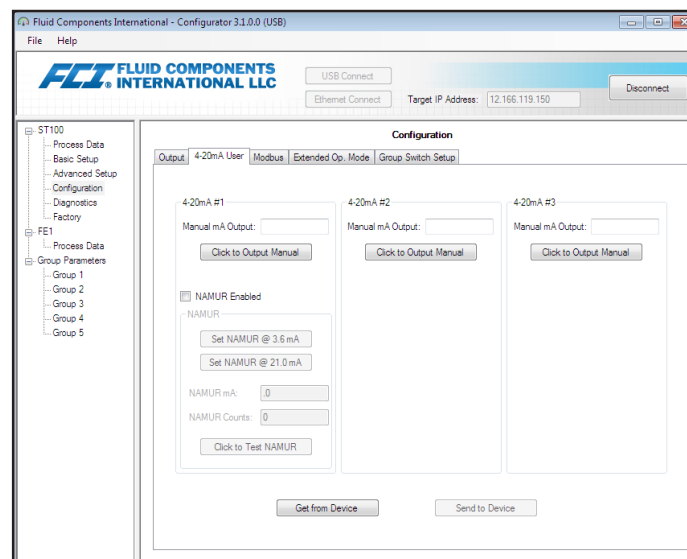 Fluid Components International - Configurator 3.1.0.0 (USB)
File Help
FCI FLUID COMPONENTS
® INTERNATIONAL LLC
USB Connect
Ethernet Connect Target IP Address: 12.166.119.150 Disconnect
ST100
Process Data
Basic Setup
Advanced Setup
Configuration
Diagnostics
Factory
FE1
Process Data
Group Parameters
Group 1
Group 2
Group 3
Group 4
Group 5
Configuration
Output 4-20mA User Modbus Extended Op. Mode Group Switch Setup
4-20mA #1
Manual mA Output:
Click to Output Manual
NAMUR Enabled
NAMUR
Set NAMUR @ 3.6 mA
Set NAMUR @ 21.0 mA
NAMUR mA: .0
NAMUR Counts: 0
Click to Test NAMUR
4-20mA #2
Manual mA Output:
Click to Output Manual
4-20mA #3
Manual mA Output:
Click to Output Manual
Get from Device Send to Device